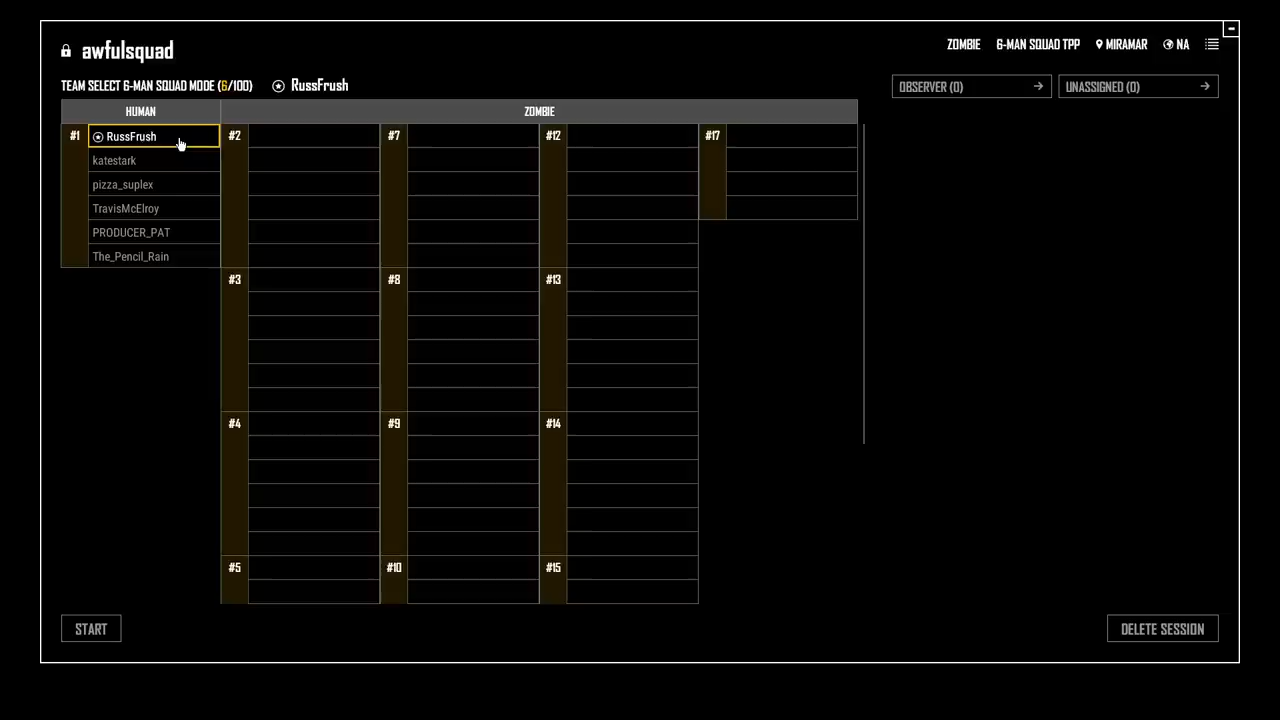 awfulsquad
ZOMBIE 6-MAN SQUAD TPP MIRAMAR NA
TEAM SELECT 6-MAN SQUAD MODE (6/100) RussFrush
OBSERVER (0) UNASSIGNED (0)
HUMAN ZOMBIE
#1 RussFrush #2 #7 #12 #17
katestark
pizza_suplex
TravisMcElroy
PRODUCER_PAT
The_Pencil_Rain
#3 #8 #13
#4 #9 #14
#5 #10 #15
START DELETE SESSION